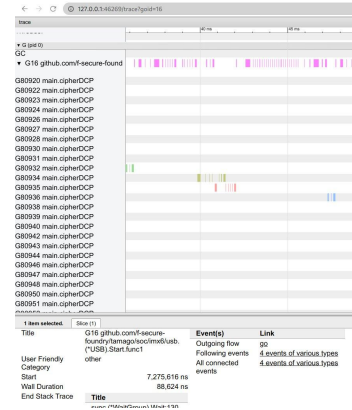 127.0.0.1:46269/trace?goid=16
trace
40 ms
45 ms
▾ G (pid 0)
GC
▾ G16 github.com/f-secure-found
G80920 main.cipherDCP
G80922 main.cipherDCP
G80923 main.cipherDCP
G80924 main.cipherDCP
G80926 main.cipherDCP
G80927 main.cipherDCP
G80928 main.cipherDCP
G80930 main.cipherDCP
G80931 main.cipherDCP
G80932 main.cipherDCP
G80934 main.cipherDCP
G80935 main.cipherDCP
G80936 main.cipherDCP
G80938 main.cipherDCP
G80939 main.cipherDCP
G80940 main.cipherDCP
G80942 main.cipherDCP
G80943 main.cipherDCP
G80944 main.cipherDCP
G80946 main.cipherDCP
G80947 main.cipherDCP
G80948 main.cipherDCP
G80950 main.cipherDCP
G80951 main.cipherDCP
1 item selected. Slice (1)
Title G16 github.com/f-secure-
foundry/tamago/soc/imx6/usb.
(*USB).Start.func1
User Friendly other
Category
Start 7,275,616 ns
Wall Duration 88,624 ns
End Stack Trace Title
sync.(*WaitGroup).Wait:130
Event(s) Link
Outgoing flow go
Following events 4 events of various types
All connected 4 events of various types
events